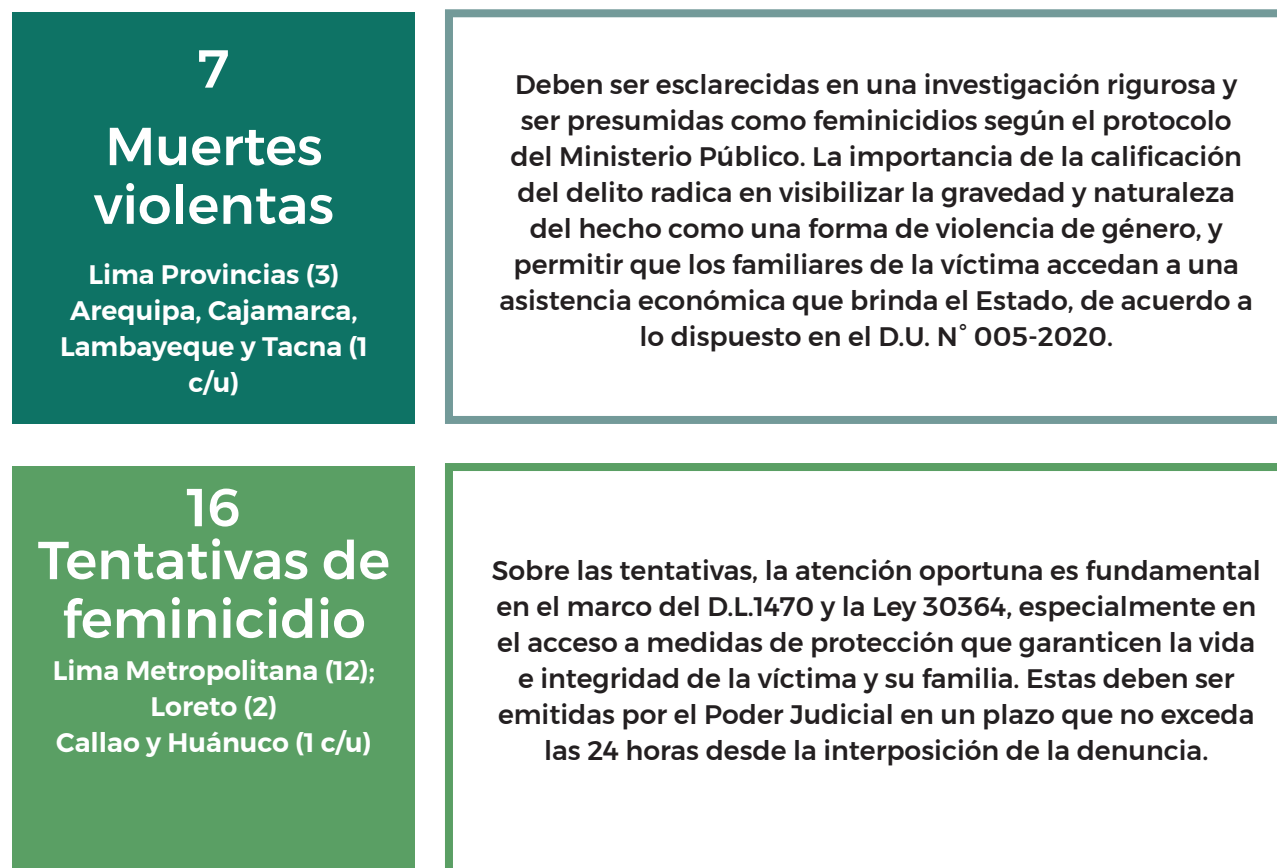 7
Muertes
violentas
Lima Provincias (3)
Arequipa, Cajamarca,
Lambayeque y Tacna (1
c/u)
Deben ser esclarecidas en una investigación rigurosa y
ser presumidas como feminicidios según el protocolo
del Ministerio Público. La importancia de la calificación
del delito radica en visibilizar la gravedad y naturaleza
del hecho como una forma de violencia de género, y
permitir que los familiares de la víctima accedan a una
asistencia económica que brinda el Estado, de acuerdo a
lo dispuesto en el D.U. N° 005-2020.
16
Tentativas de
feminicidio
Lima Metropolitana (12);
Loreto (2)
Callao y Huánuco (1 c/u)
Sobre las tentativas, la atención oportuna es fundamental
en el marco del D.L.1470 y la Ley 30364, especialmente en
el acceso a medidas de protección que garanticen la vida
e integridad de la víctima y su familia. Estas deben ser
emitidas por el Poder Judicial en un plazo que no exceda
las 24 horas desde la interposición de la denuncia.